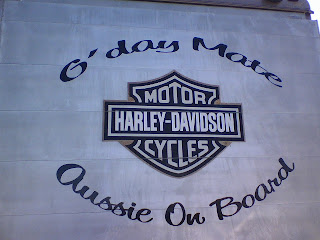 G'day Mate
MOTOR
HARLEY-DAVIDSON
CYCLES
Aussie On Board